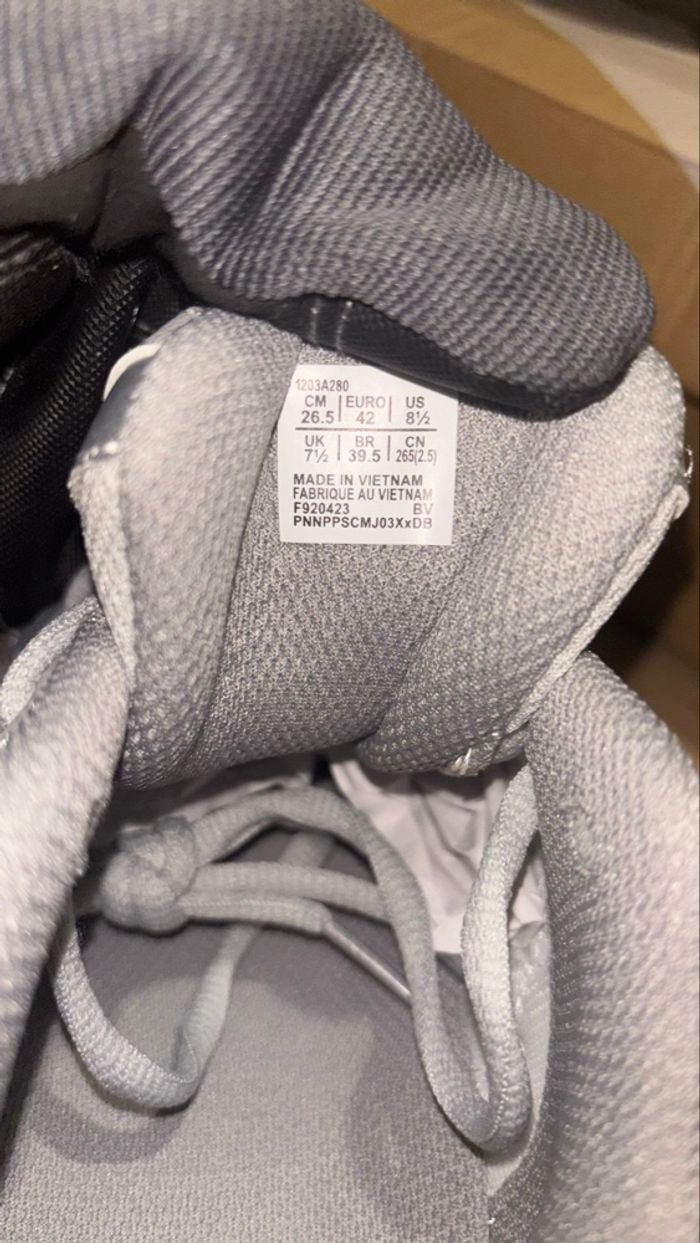 1203A280
CM EURO US
26.5 42 8½
UK BR CN
7½ 39.5 265(2.5)
MADE IN VIETNAM
FABRIQUE AU VIETNAM
F920423 BV
PNNPPSCMJ03XxDB